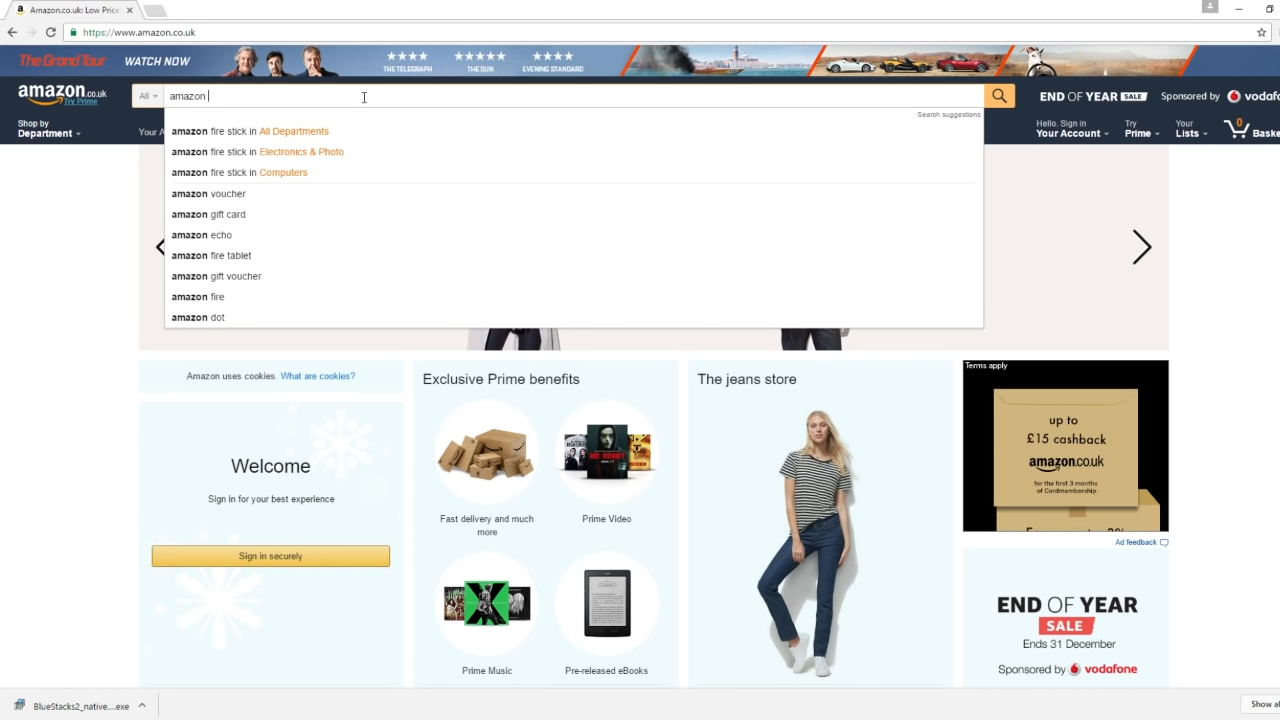 Amazon.co.uk: Low Price
https://www.amazon.co.uk
The Grand Tour
WATCH NOW
THE TELEGRAPH
THE SUN
EVENING STANDARD
amazon.co.uk
Try Prime
All
amazon
END OF YEAR SALE
Sponsored by vodafo
Shop by
Department
Your A
Hello. Sign in
Your Account
Try
Prime
Your
Lists
0
Baske
Search suggestions
amazon fire stick in All Departments
amazon fire stick in Electronics & Photo
amazon fire stick in Computers
amazon voucher
amazon gift card
amazon echo
amazon fire tablet
amazon gift voucher
amazon fire
amazon dot
Amazon uses cookies. What are cookies?
Welcome
Sign in for your best experience
Sign in securely
Exclusive Prime benefits
MR. ROBOT
Fast delivery and much
more
Prime Video
Prime Music
Pre-released eBooks
The jeans store
Terms apply
up to
£15 cashback
amazon.co.uk
for the first 3 months
of Cardmembership
Ad feedback
END OF YEAR
SALE
Ends 31 December
Sponsored by vodafone
BlueStacks2_native....exe
Show al